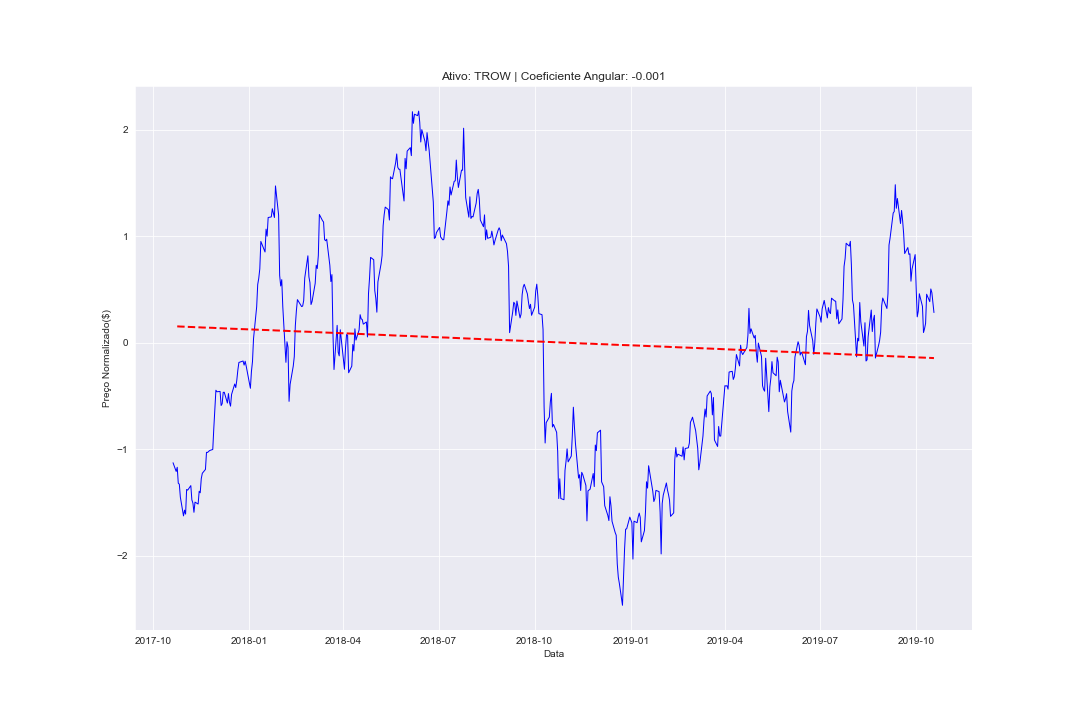 Ativo: TROW | Coeficiente Angular: -0.001
Preço Normalizado($)
2
1
0
−1
−2
2017-10 2018-01 2018-04 2018-07 2018-10 2019-01 2019-04 2019-07 2019-10
Data